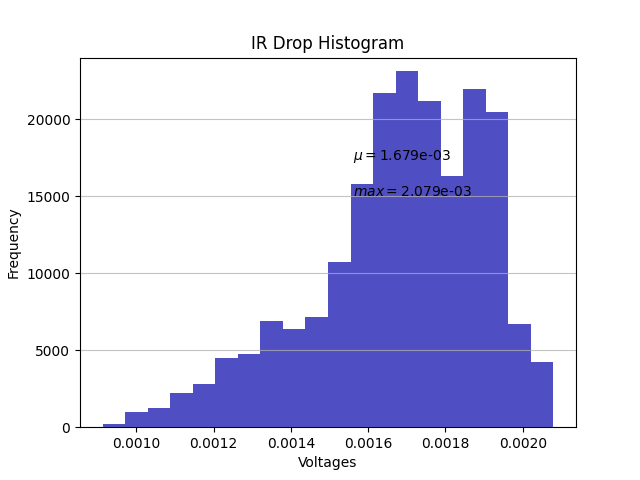 IR Drop Histogram
20000
15000
10000
5000
0
Frequency
μ = 1.679e-03
max = 2.079e-03
0.0010 0.0012 0.0014 0.0016 0.0018 0.0020
Voltages